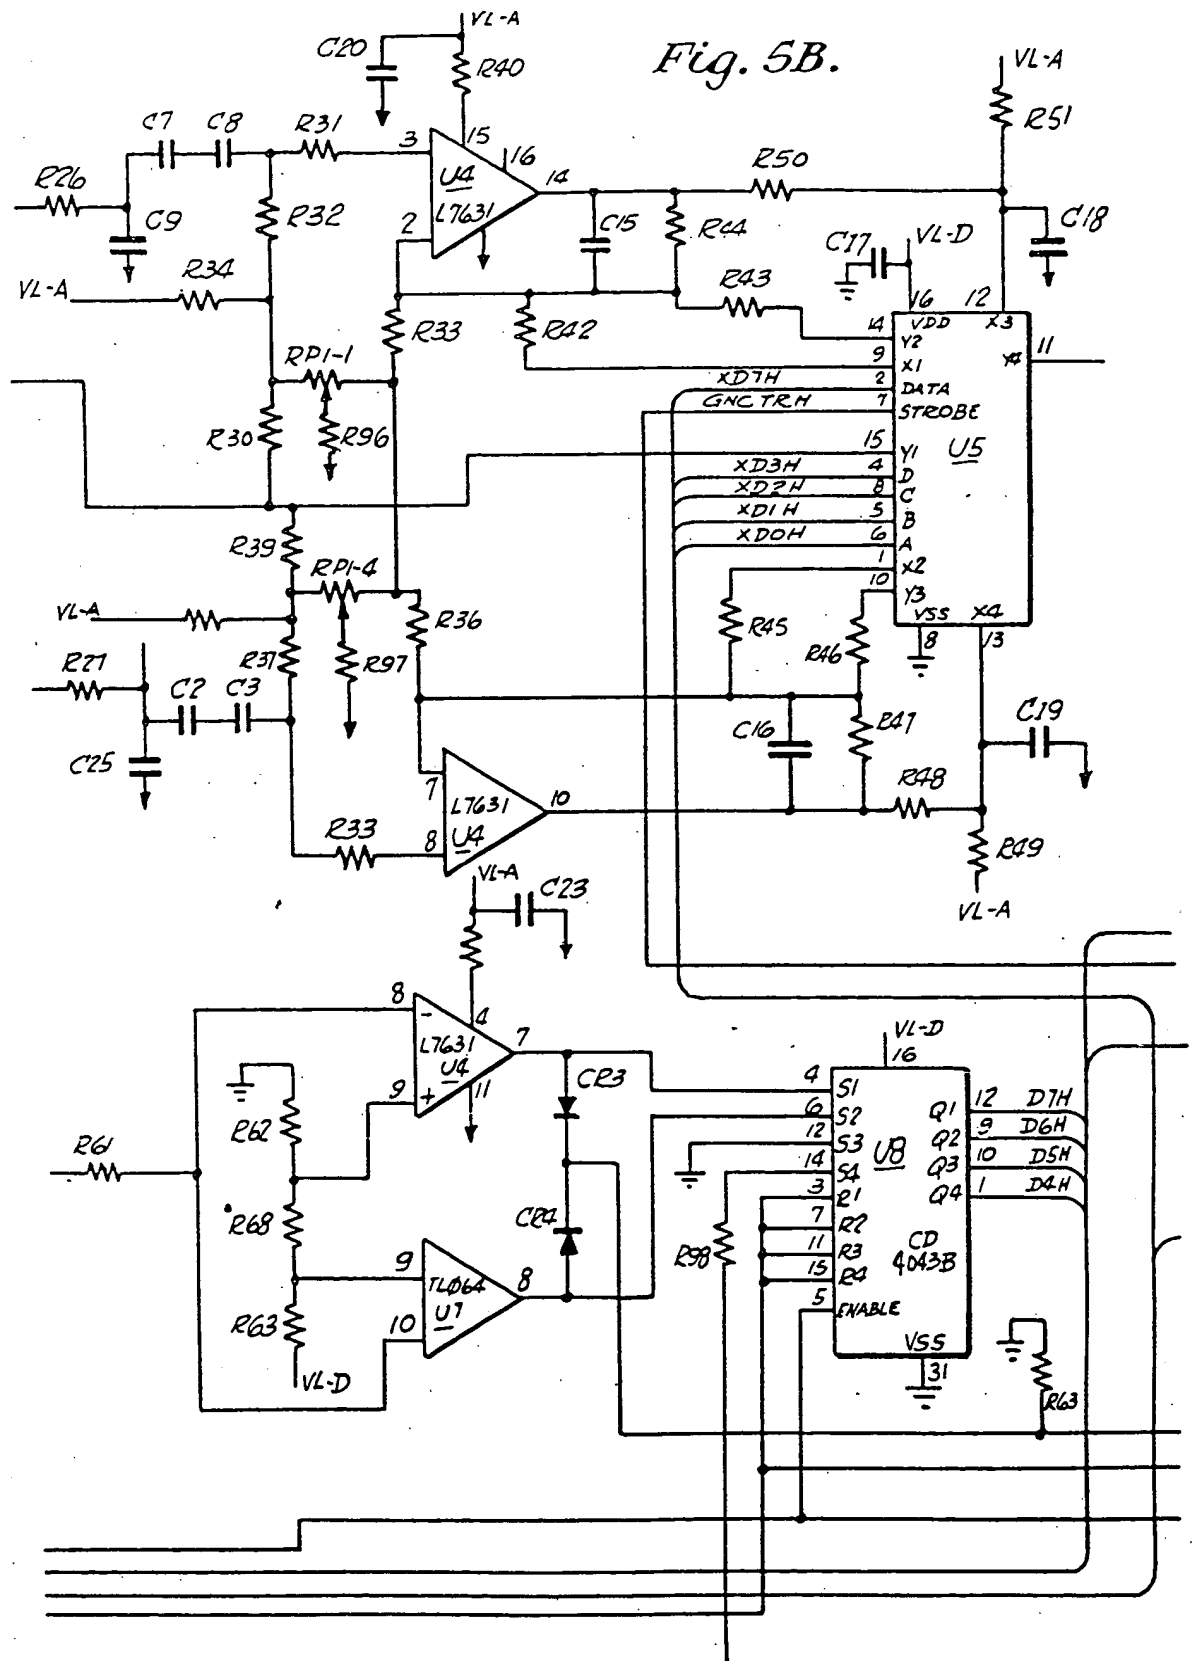 VL-A
C20
R40
Fig. 5B.
VL-A
R51
C7
C8
R31
3
15
16
U4
14
R50
R26
C9
R32
L7631
2
C15
R44
C17
VL-D
C18
R34
VL-A
R43
16
12
R33
R42
14
VDD
X3
Y2
11
RP1-1
9
X1
Y4
XD7H
2
DATA
GNCTRH
7
STROBE
R30
R96
15
Y1
U5
XD3H
4
D
XD2H
8
C
XD1H
5
B
R39
XD0H
6
A
RP1-4
1
X2
10
Y3
VL-A
R36
VSS
X4
R45
8
13
R37
R97
R46
R27
C2
C3
C16
R47
C19
C25
7
L7631
10
R48
R33
8
U4
VL-A
C23
R49
VL-A
8
-
4
7
L7631
U4
VL-D
16
CR3
9
+
11
4
S1
12
D7H
R62
6
S2
Q1
9
D6H
R61
12
S3
U8
Q2
10
D5H
14
S4
Q3
1
D4H
3
R1
Q4
R68
CR4
7
R2
CD
4043B
R98
11
R3
9
TL064
8
15
R4
R63
U7
5
ENABLE
10
VSS
VL-D
31
R63